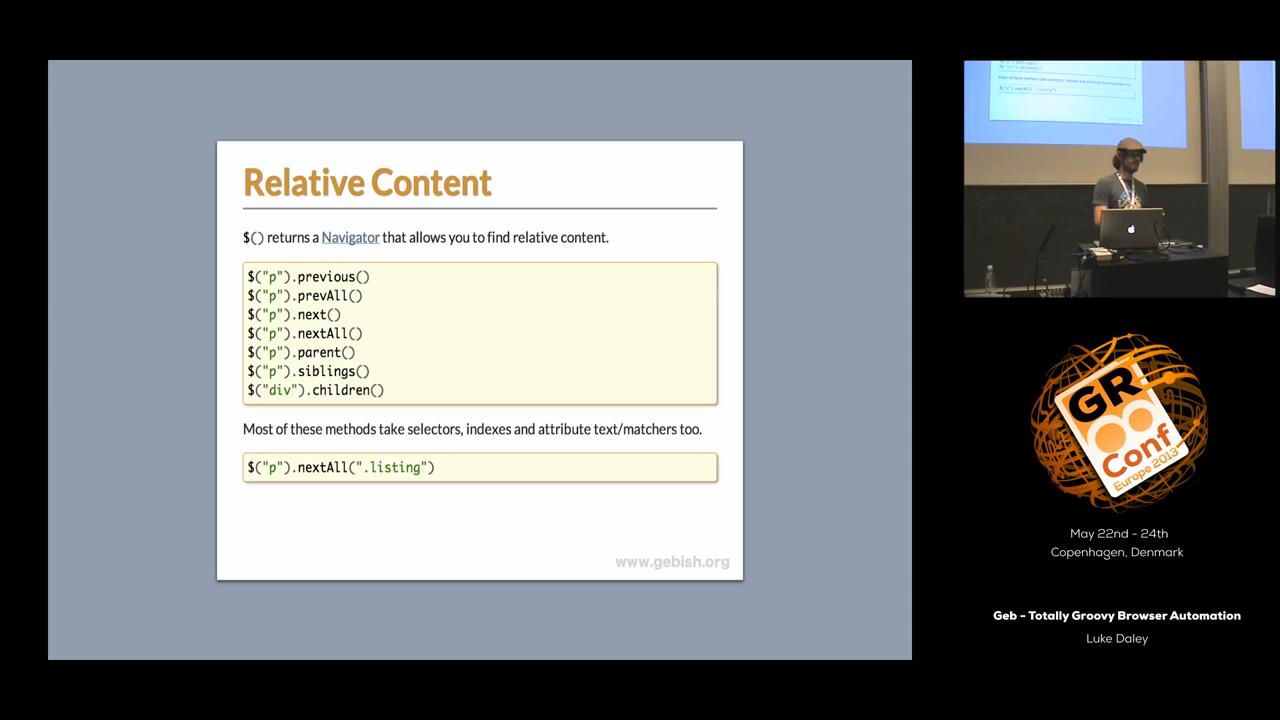 Relative Content
$() returns a Navigator that allows you to find relative content.
$("p").previous()
$("p").prevAll()
$("p").next()
$("p").nextAll()
$("p").parent()
$("p").siblings()
$("div").children()
Most of these methods take selectors, indexes and attribute text/matchers too.
$("p").nextAll(".listing")
www.gebish.org
GR8
Conf
Europe 2013
May 22nd - 24th
Copenhagen, Denmark
Geb - Totally Groovy Browser Automation
Luke Daley